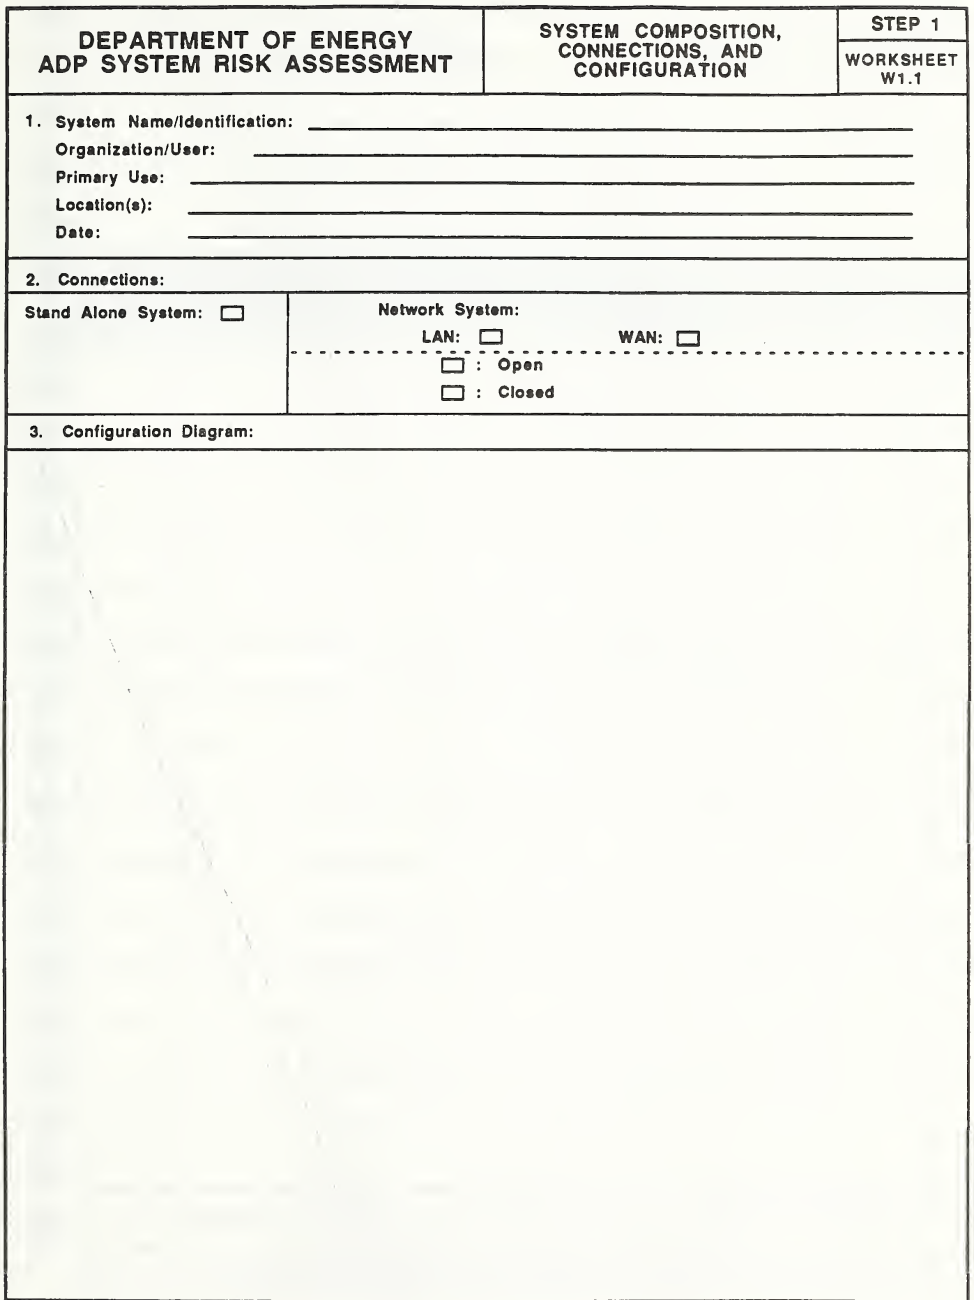 DEPARTMENT OF ENERGY
ADP SYSTEM RISK ASSESSMENT
SYSTEM COMPOSITION,
CONNECTIONS, AND
CONFIGURATION
STEP 1
WORKSHEET
W1.1
1. System Name/Identification:
Organization/User:
Primary Use:
Location(s):
Date:
2. Connections:
Stand Alone System:
Network System:
LAN: WAN:
: Open
: Closed
3. Configuration Diagram: